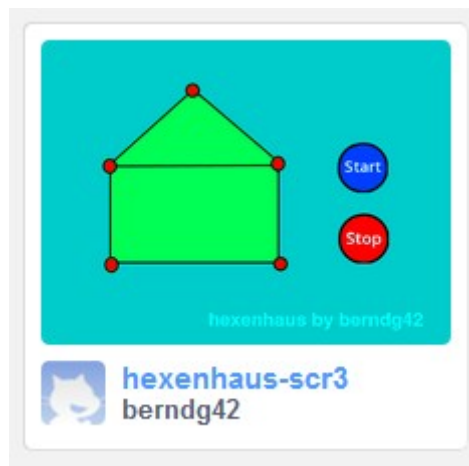 Start
Stop
hexenhaus by berndg42
hexenhaus-scr3
berndg42